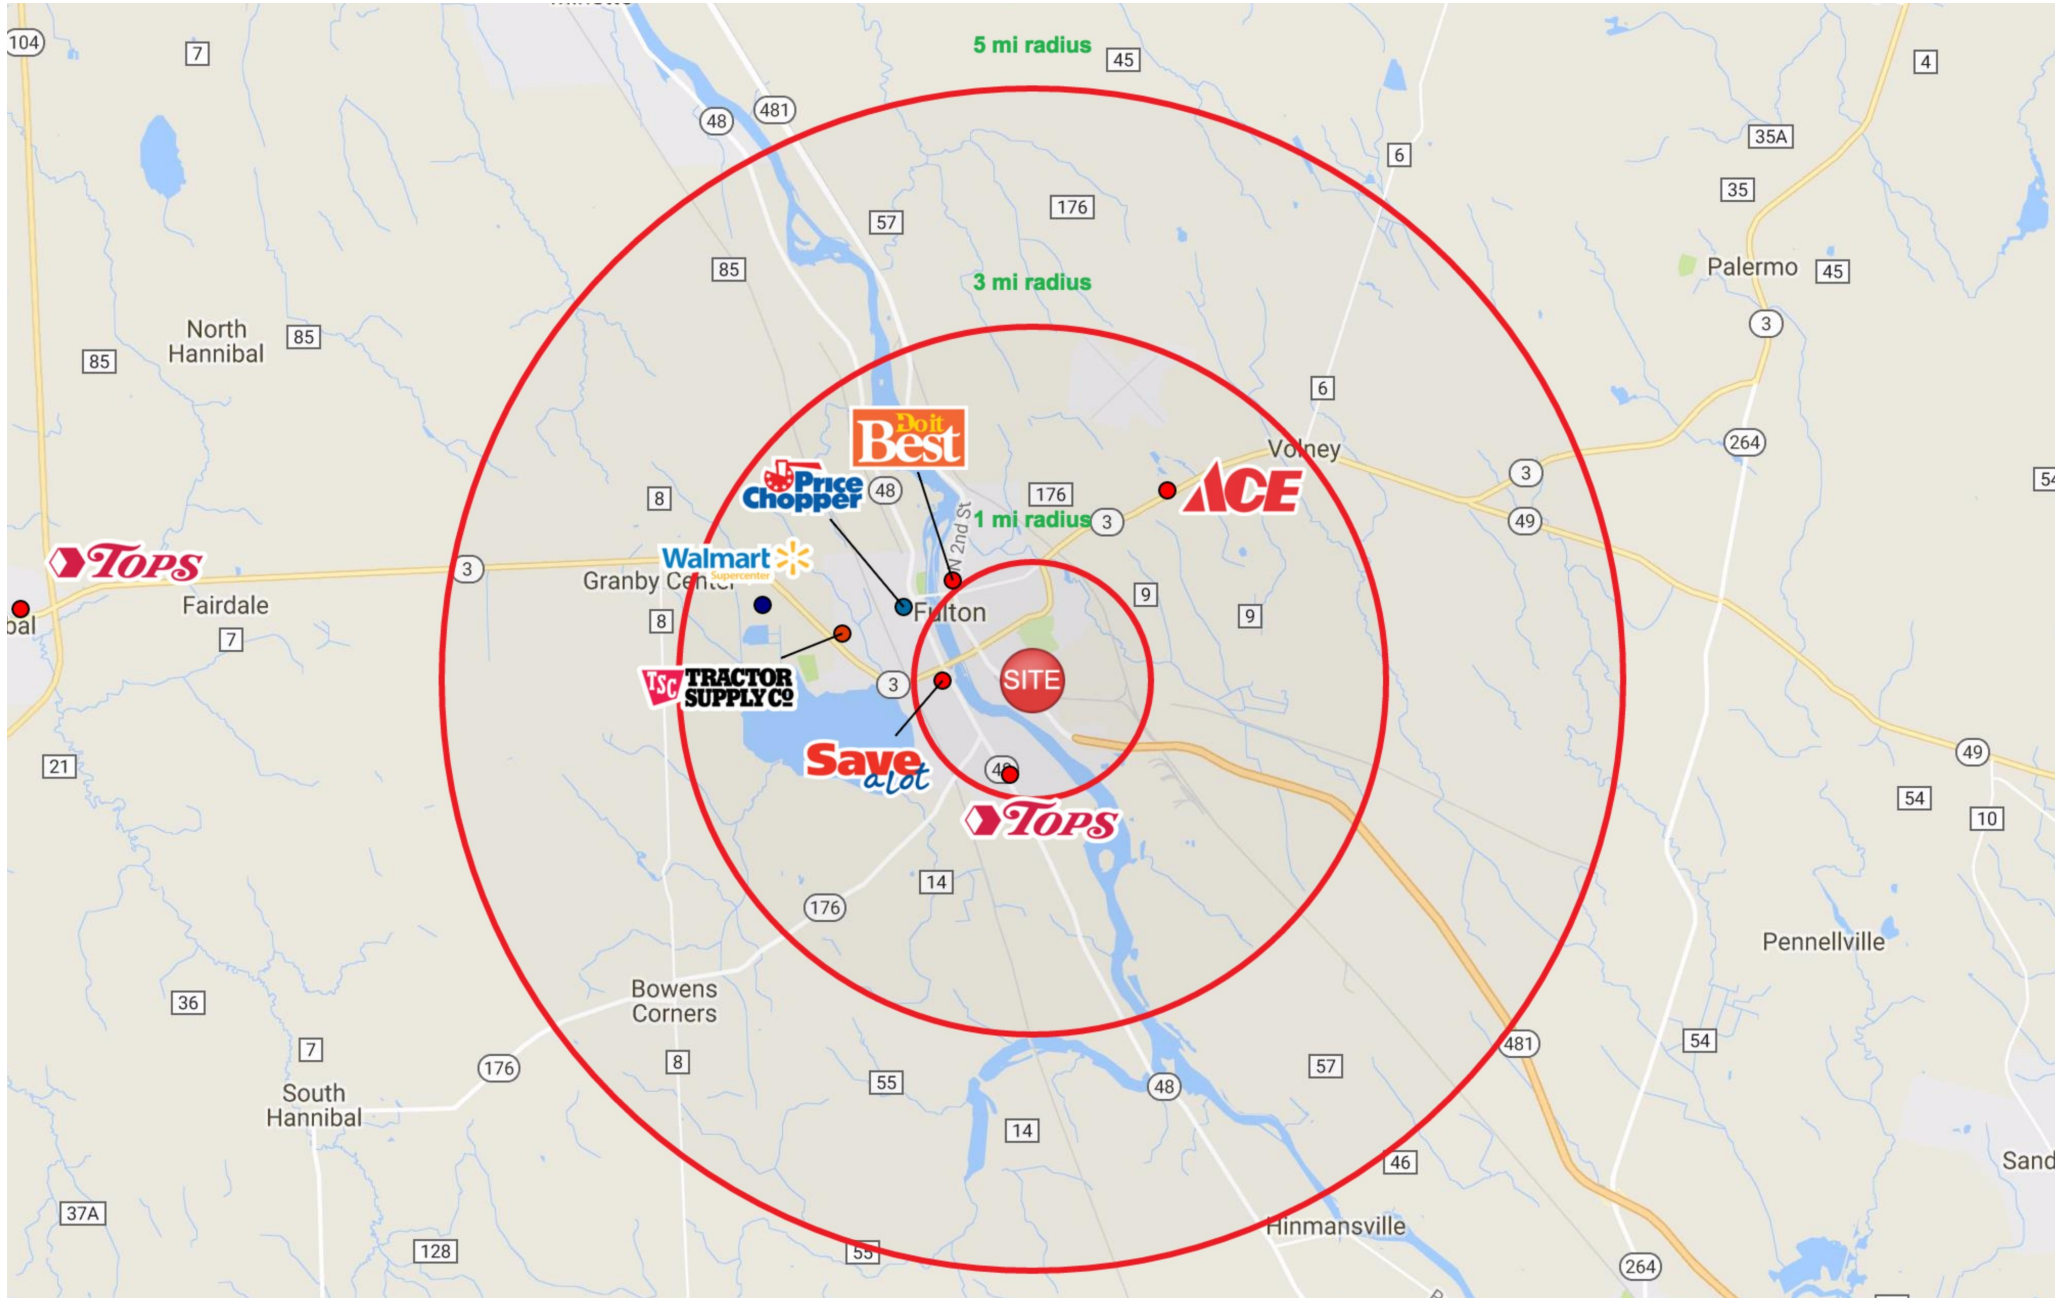 104
7
5 mi radius
45
4
48
481
35A
6
35
57
176
Palermo
45
85
3 mi radius
3
North
Hannibal
85
85
6
Do it
Best
264
Volney
3
Price
Chopper
48
8
176
ACE
1 mi radius
3
49
N 2nd St
Walmart
Supercenter
TOPS
3
Granby Center
Fairdale
9
9
Fulton
8
7
SITE
TSC TRACTOR
SUPPLY CO
3
Save
a lot
21
48
49
54
10
TOPS
14
176
Pennellville
Bowens
Corners
36
7
8
481
54
176
57
55
48
South
Hannibal
14
46
37A
Hinmansville
128
55
264